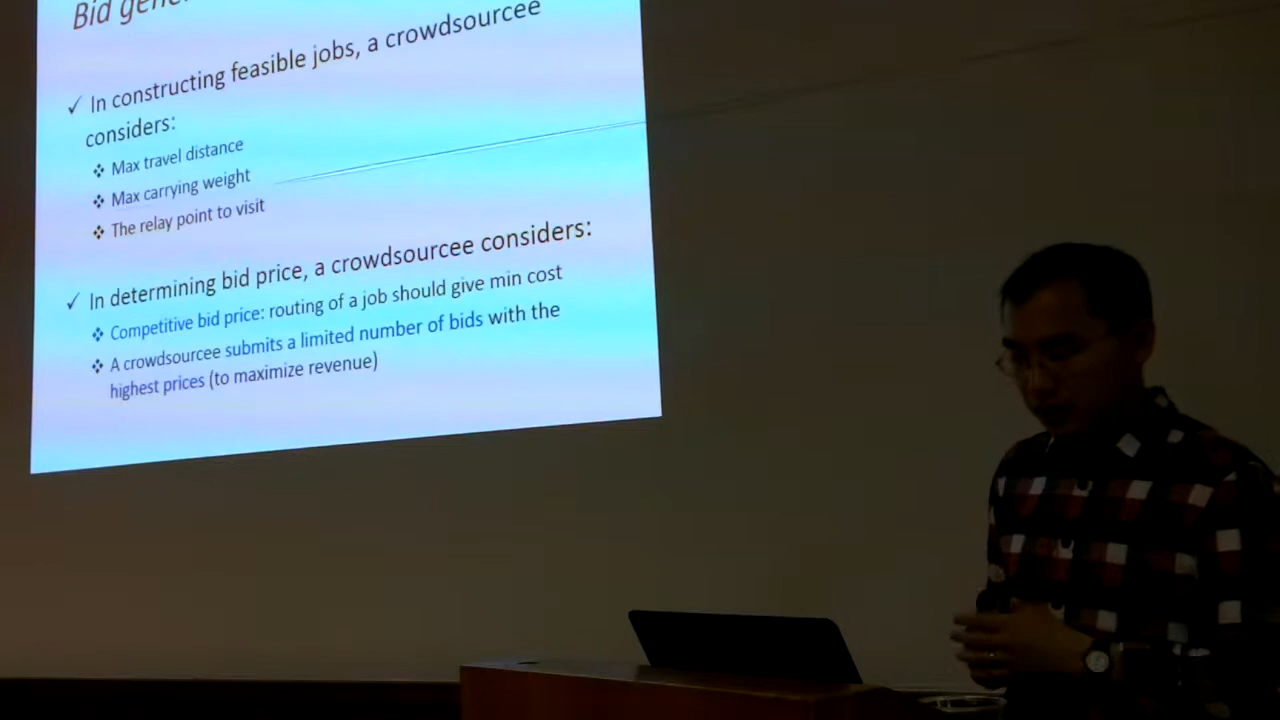 Bid
✓ In constructing feasible jobs, a crowdsourcee
considers:
❖ Max travel distance
❖ Max carrying weight
❖ The relay point to visit
✓ In determining bid price, a crowdsourcee considers:
❖ Competitive bid price: routing of a job should give min cost
❖ A crowdsourcee submits a limited number of bids with the
highest prices (to maximize revenue)